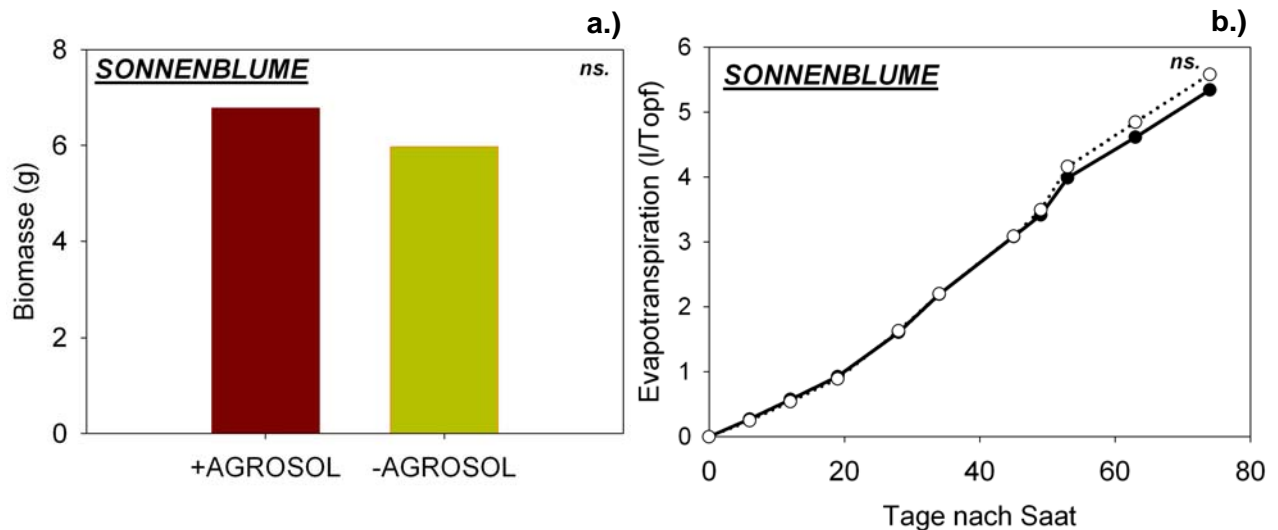 a.)
SONNENBLUME
ns.
8
6
4
2
0
Biomasse (g)
+AGROSOL
-AGROSOL
b.)
SONNENBLUME
ns.
6
5
4
3
2
1
0
Evapotranspiration (l/Topf)
0
20
40
60
80
Tage nach Saat